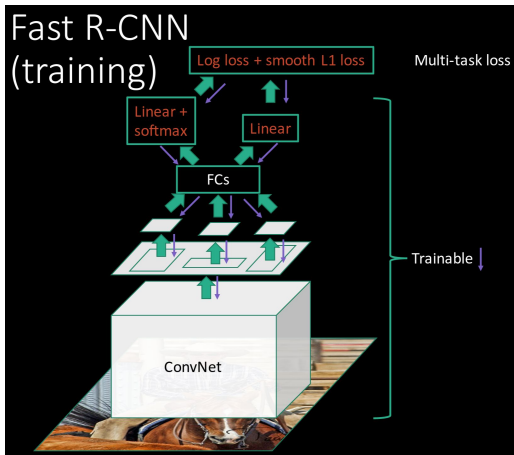 Fast R-CNN
(training)
Log loss + smooth L1 loss
Multi-task loss
Linear +
softmax
Linear
FCs
Trainable
ConvNet